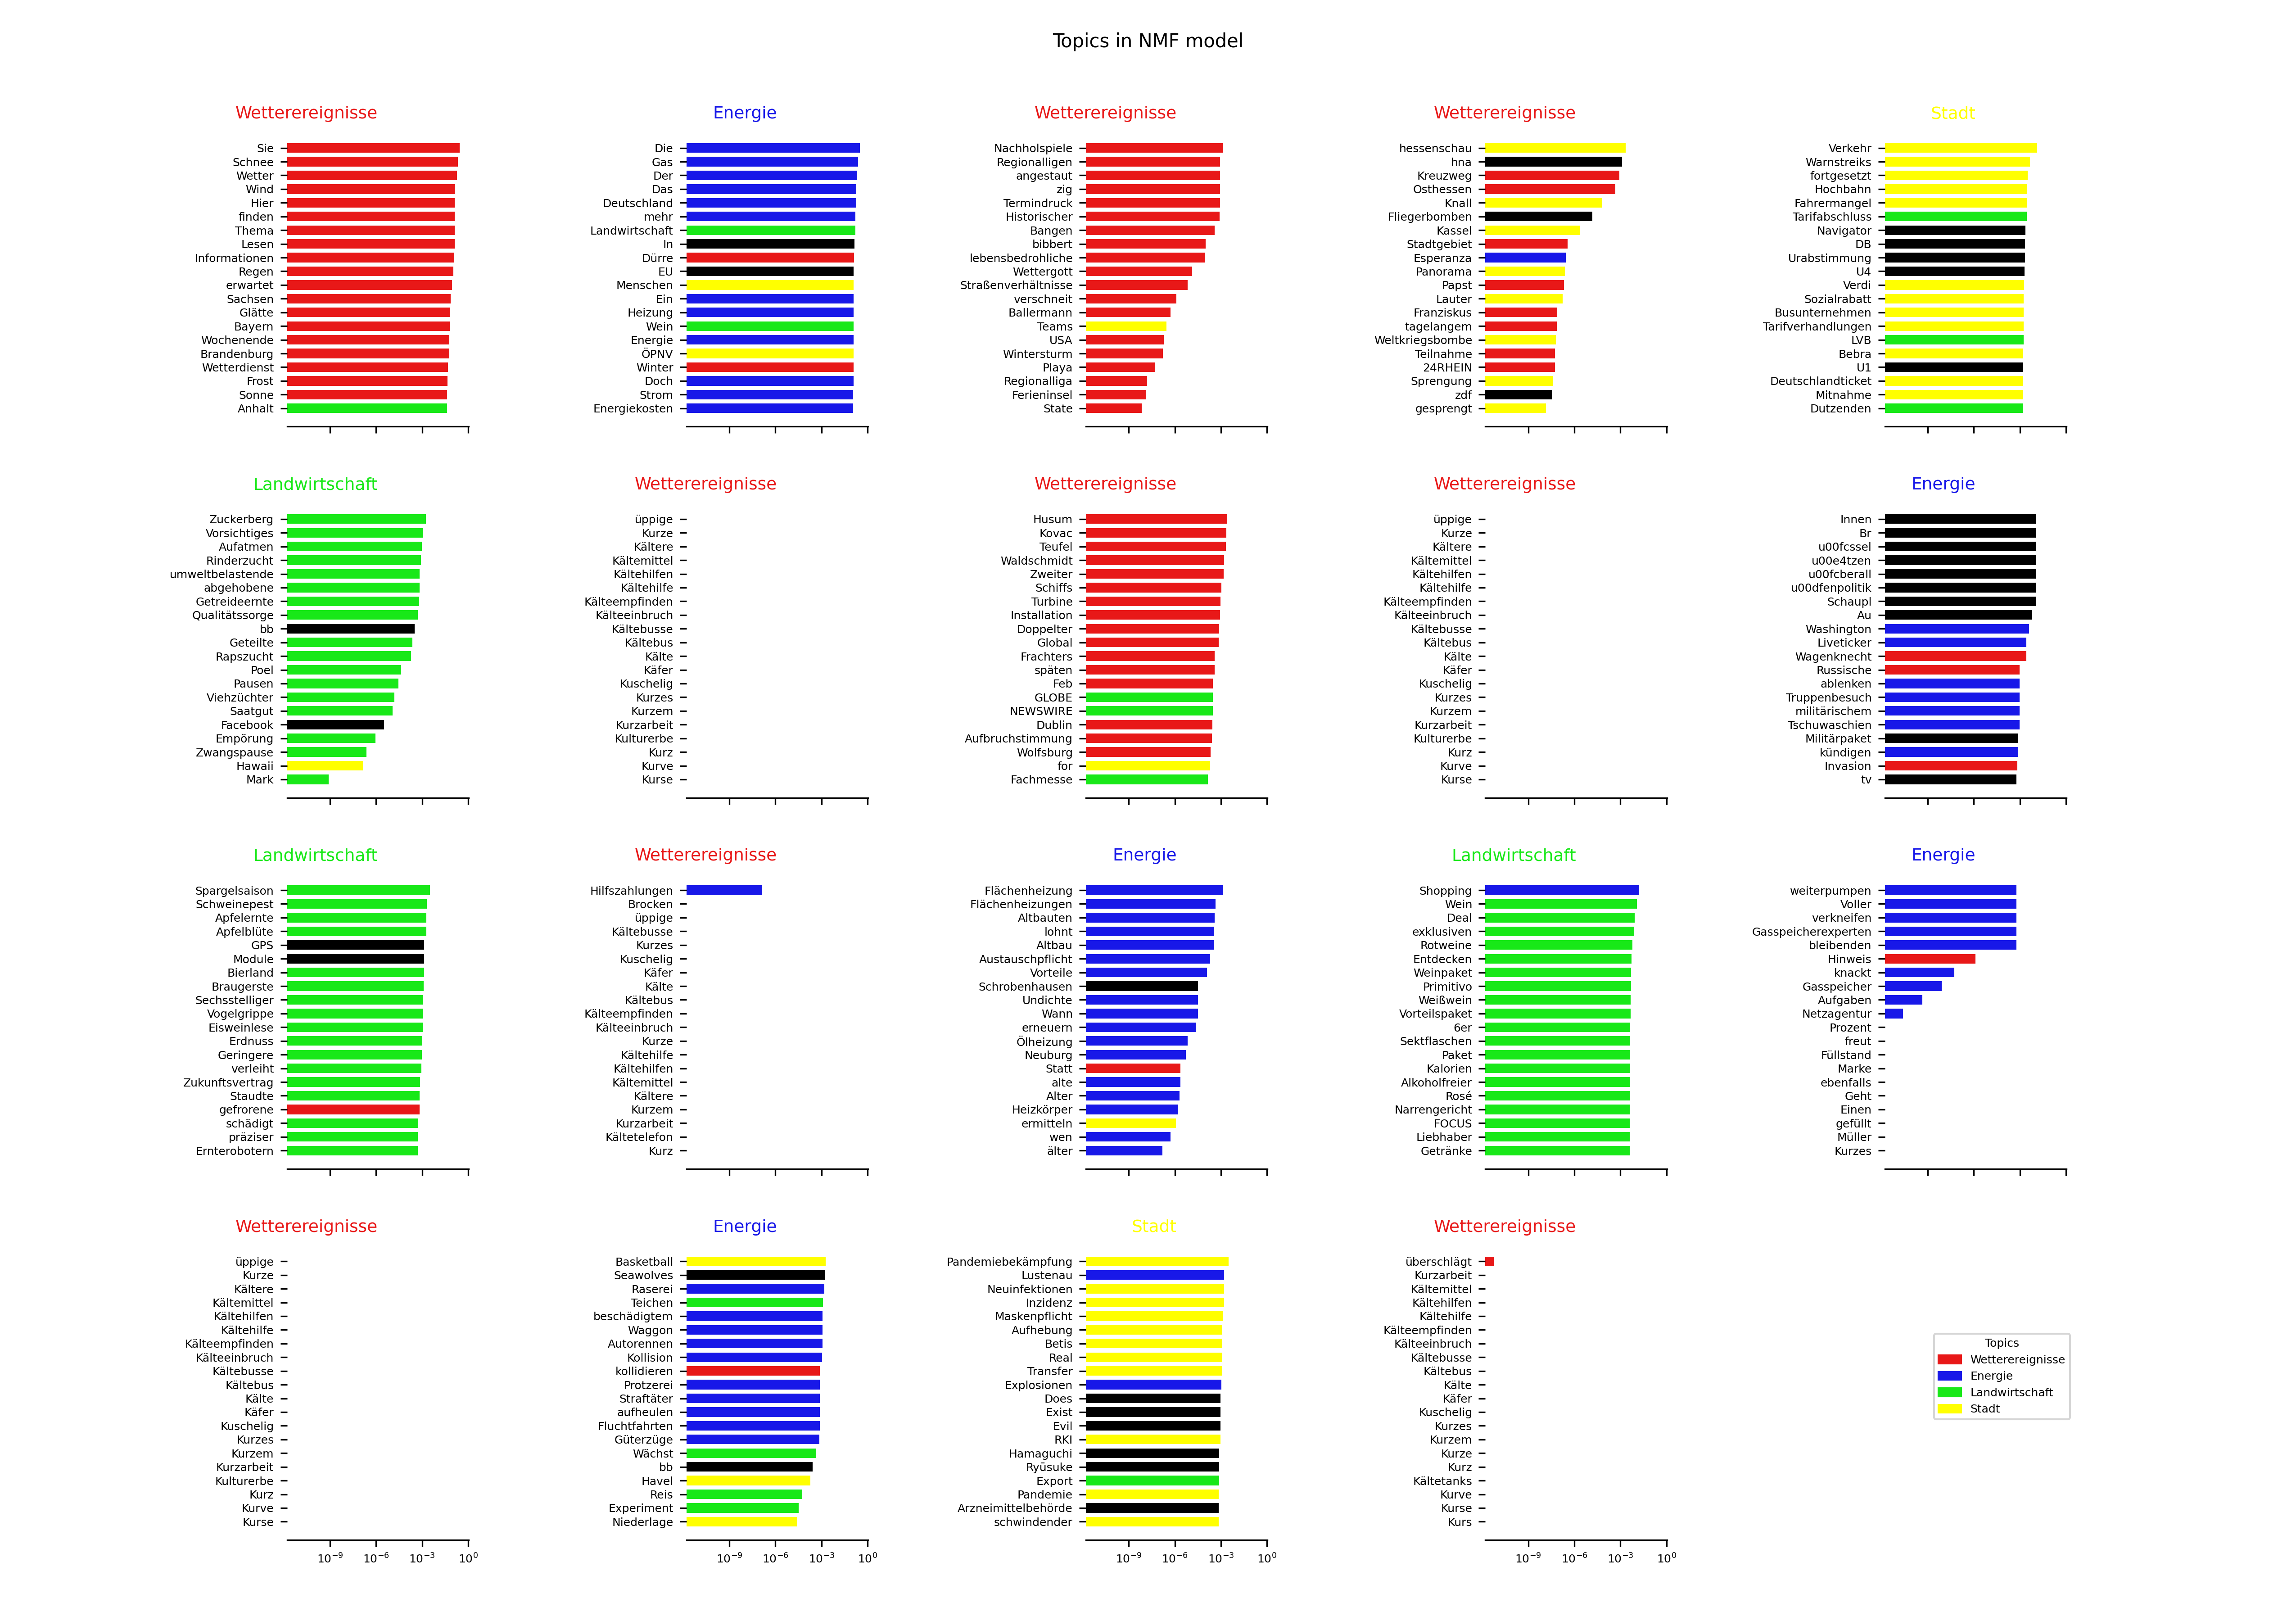 Topics in NMF model
Wetterereignisse
Sie
Schnee
Wetter
Wind
Hier
finden
Thema
Lesen
Informationen
Regen
erwartet
Sachsen
Glätte
Bayern
Wochenende
Brandenburg
Wetterdienst
Frost
Sonne
Anhalt
Energie
Die
Gas
Der
Das
Deutschland
mehr
Landwirtschaft
In
Dürre
EU
Menschen
Ein
Heizung
Wein
Energie
ÖPNV
Winter
Doch
Strom
Energiekosten
Wetterereignisse
Nachholspiele
Regionalligen
angestaut
zig
Termindruck
Historischer
Bangen
bibbert
lebensbedrohliche
Wettergott
Straßenverhältnisse
verschneit
Ballermann
Teams
USA
Wintersturm
Playa
Regionalliga
Ferieninsel
State
Wetterereignisse
hessenschau
hna
Kreuzweg
Osthessen
Knall
Fliegerbomben
Kassel
Stadtgebiet
Esperanza
Panorama
Papst
Lauter
Franziskus
tagelangem
Weltkriegsbombe
Teilnahme
24RHEIN
Sprengung
zdf
gesprengt
Stadt
Verkehr
Warnstreiks
fortgesetzt
Hochbahn
Fahrermangel
Tarifabschluss
Navigator
DB
Urabstimmung
U4
Verdi
Sozialrabatt
Busunternehmen
Tarifverhandlungen
LVB
Bebra
U1
Deutschlandticket
Mitnahme
Dutzenden
Landwirtschaft
Zuckerberg
Vorsichtiges
Aufatmen
Rinderzucht
umweltbelastende
abgehobene
Getreideernte
Qualitätssorge
bb
Geteilte
Rapszucht
Poel
Pausen
Viehzüchter
Saatgut
Facebook
Empörung
Zwangspause
Hawaii
Mark
Wetterereignisse
üppige
Kurze
Kältere
Kältemittel
Kältehilfen
Kältehilfe
Kälteempfinden
Kälteeinbruch
Kältebusse
Kältebus
Kälte
Käfer
Kuschelig
Kurzes
Kurzem
Kurzarbeit
Kulturerbe
Kurz
Kurve
Kurse
Wetterereignisse
Husum
Kovac
Teufel
Waldschmidt
Zweiter
Schiffs
Turbine
Installation
Doppelter
Global
Frachters
späten
Feb
GLOBE
NEWSWIRE
Dublin
Aufbruchstimmung
Wolfsburg
for
Fachmesse
Wetterereignisse
üppige
Kurze
Kältere
Kältemittel
Kältehilfen
Kältehilfe
Kälteempfinden
Kälteeinbruch
Kältebusse
Kältebus
Kälte
Käfer
Kuschelig
Kurzes
Kurzem
Kurzarbeit
Kulturerbe
Kurz
Kurve
Kurse
Energie
Innen
Br
u00fcssel
u00e4tzen
u00fcberall
u00dfenpolitik
Schaupl
Au
Washington
Liveticker
Wagenknecht
Russische
ablenken
Truppenbesuch
militärischem
Tschuwaschien
Militärpaket
kündigen
Invasion
tv
Landwirtschaft
Spargelsaison
Schweinepest
Apfelernte
Apfelblüte
GPS
Module
Bierland
Braugerste
Sechsstelliger
Vogelgrippe
Eisweinlese
Erdnuss
Geringere
verleiht
Zukunftsvertrag
Staudte
gefrorene
schädigt
präziser
Ernterobotern
Wetterereignisse
Hilfszahlungen
Brocken
üppige
Kältebusse
Kurzes
Kuschelig
Käfer
Kälte
Kältebus
Kälteempfinden
Kälteeinbruch
Kurze
Kältehilfe
Kältehilfen
Kältemittel
Kältere
Kurzem
Kurzarbeit
Kältetelefon
Kurz
Energie
Flächenheizung
Flächenheizungen
Altbauten
lohnt
Altbau
Austauschpflicht
Vorteile
Schrobenhausen
Undichte
Wann
erneuern
Ölheizung
Neuburg
Statt
alte
Alter
Heizkörper
ermitteln
wen
älter
Landwirtschaft
Shopping
Wein
Deal
exklusiven
Rotweine
Entdecken
Weinpaket
Primitivo
Weißwein
Vorteilspaket
6er
Sektflaschen
Paket
Kalorien
Alkoholfreier
Rosé
Narrengericht
FOCUS
Liebhaber
Getränke
Energie
weiterpumpen
Voller
verkneifen
Gasspeicherexperten
bleibenden
Hinweis
knackt
Gasspeicher
Aufgaben
Netzagentur
Prozent
freut
Füllstand
Marke
ebenfalls
Geht
Einen
gefüllt
Müller
Kurzes
Wetterereignisse
üppige
Kurze
Kältere
Kältemittel
Kältehilfen
Kältehilfe
Kälteempfinden
Kälteeinbruch
Kältebusse
Kältebus
Kälte
Käfer
Kuschelig
Kurzes
Kurzem
Kurzarbeit
Kulturerbe
Kurz
Kurve
Kurse
10⁻⁹ 10⁻⁶ 10⁻³ 10⁰
Energie
Basketball
Seawolves
Raserei
Teichen
beschädigtem
Waggon
Autorennen
Kollision
kollidieren
Protzerei
Straftäter
aufheulen
Fluchtfahrten
Güterzüge
Wächst
bb
Havel
Reis
Experiment
Niederlage
10⁻⁹ 10⁻⁶ 10⁻³ 10⁰
Stadt
Pandemiebekämpfung
Lustenau
Neuinfektionen
Inzidenz
Maskenpflicht
Aufhebung
Betis
Real
Transfer
Explosionen
Does
Exist
Evil
RKI
Hamaguchi
Ryūsuke
Export
Pandemie
Arzneimittelbehörde
schwindender
10⁻⁹ 10⁻⁶ 10⁻³ 10⁰
Wetterereignisse
überschlägt
Kurzarbeit
Kältemittel
Kältehilfen
Kältehilfe
Kälteempfinden
Kälteeinbruch
Kältebusse
Kältebus
Kälte
Käfer
Kuschelig
Kurzes
Kurzem
Kurze
Kurz
Kältetanks
Kurve
Kurse
Kurs
10⁻⁹ 10⁻⁶ 10⁻³ 10⁰
Topics
Wetterereignisse
Energie
Landwirtschaft
Stadt